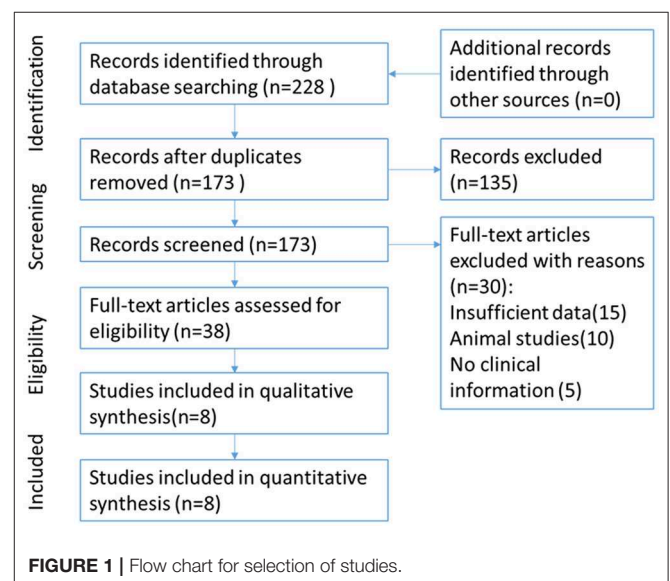 Identification
Records identified through
database searching (n=228 )
Additional records
identified through
other sources (n=0)
Screening
Records after duplicates
removed (n=173 )
Records excluded
(n=135)
Records screened (n=173)
Full-text articles
excluded with reasons
(n=30):
Insufficient data(15)
Animal studies(10)
No clinical
information (5)
Eligibility
Full-text articles assessed for
eligibility (n=38)
Studies included in qualitative
synthesis(n=8)
Included
Studies included in quantitative
synthesis (n=8)
FIGURE 1 | Flow chart for selection of studies.